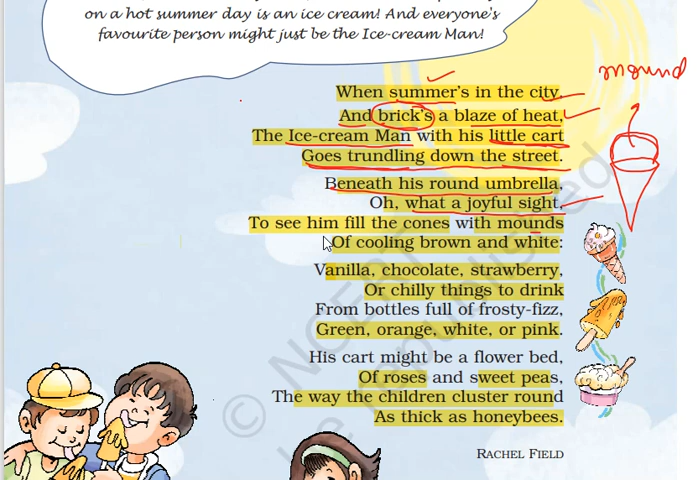 on a hot summer day is an ice cream! And everyone's
favourite person might just be the Ice-cream Man!
mound
When summer's in the city,
And brick's a blaze of heat,
The Ice-cream Man with his little cart
Goes trundling down the street.
Beneath his round umbrella,
Oh, what a joyful sight,
To see him fill the cones with mounds
Of cooling brown and white:
Vanilla, chocolate, strawberry,
Or chilly things to drink
From bottles full of frosty-fizz,
Green, orange, white, or pink.
His cart might be a flower bed,
Of roses and sweet peas,
The way the children cluster round
As thick as honeybees.
RACHEL FIELD
© NCERT
be republished